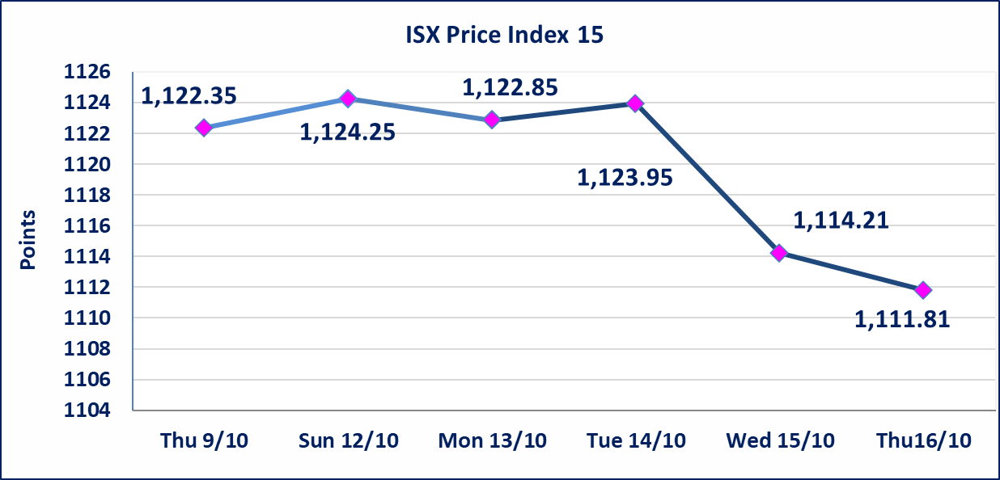 ISX Price Index 15
1126
1124
1122
1120
1118
1116
1114
1112
1110
1108
1106
1104
Points
1,122.35
1,124.25
1,122.85
1,123.95
1,114.21
1,111.81
Thu 9/10
Sun 12/10
Mon 13/10
Tue 14/10
Wed 15/10
Thu16/10